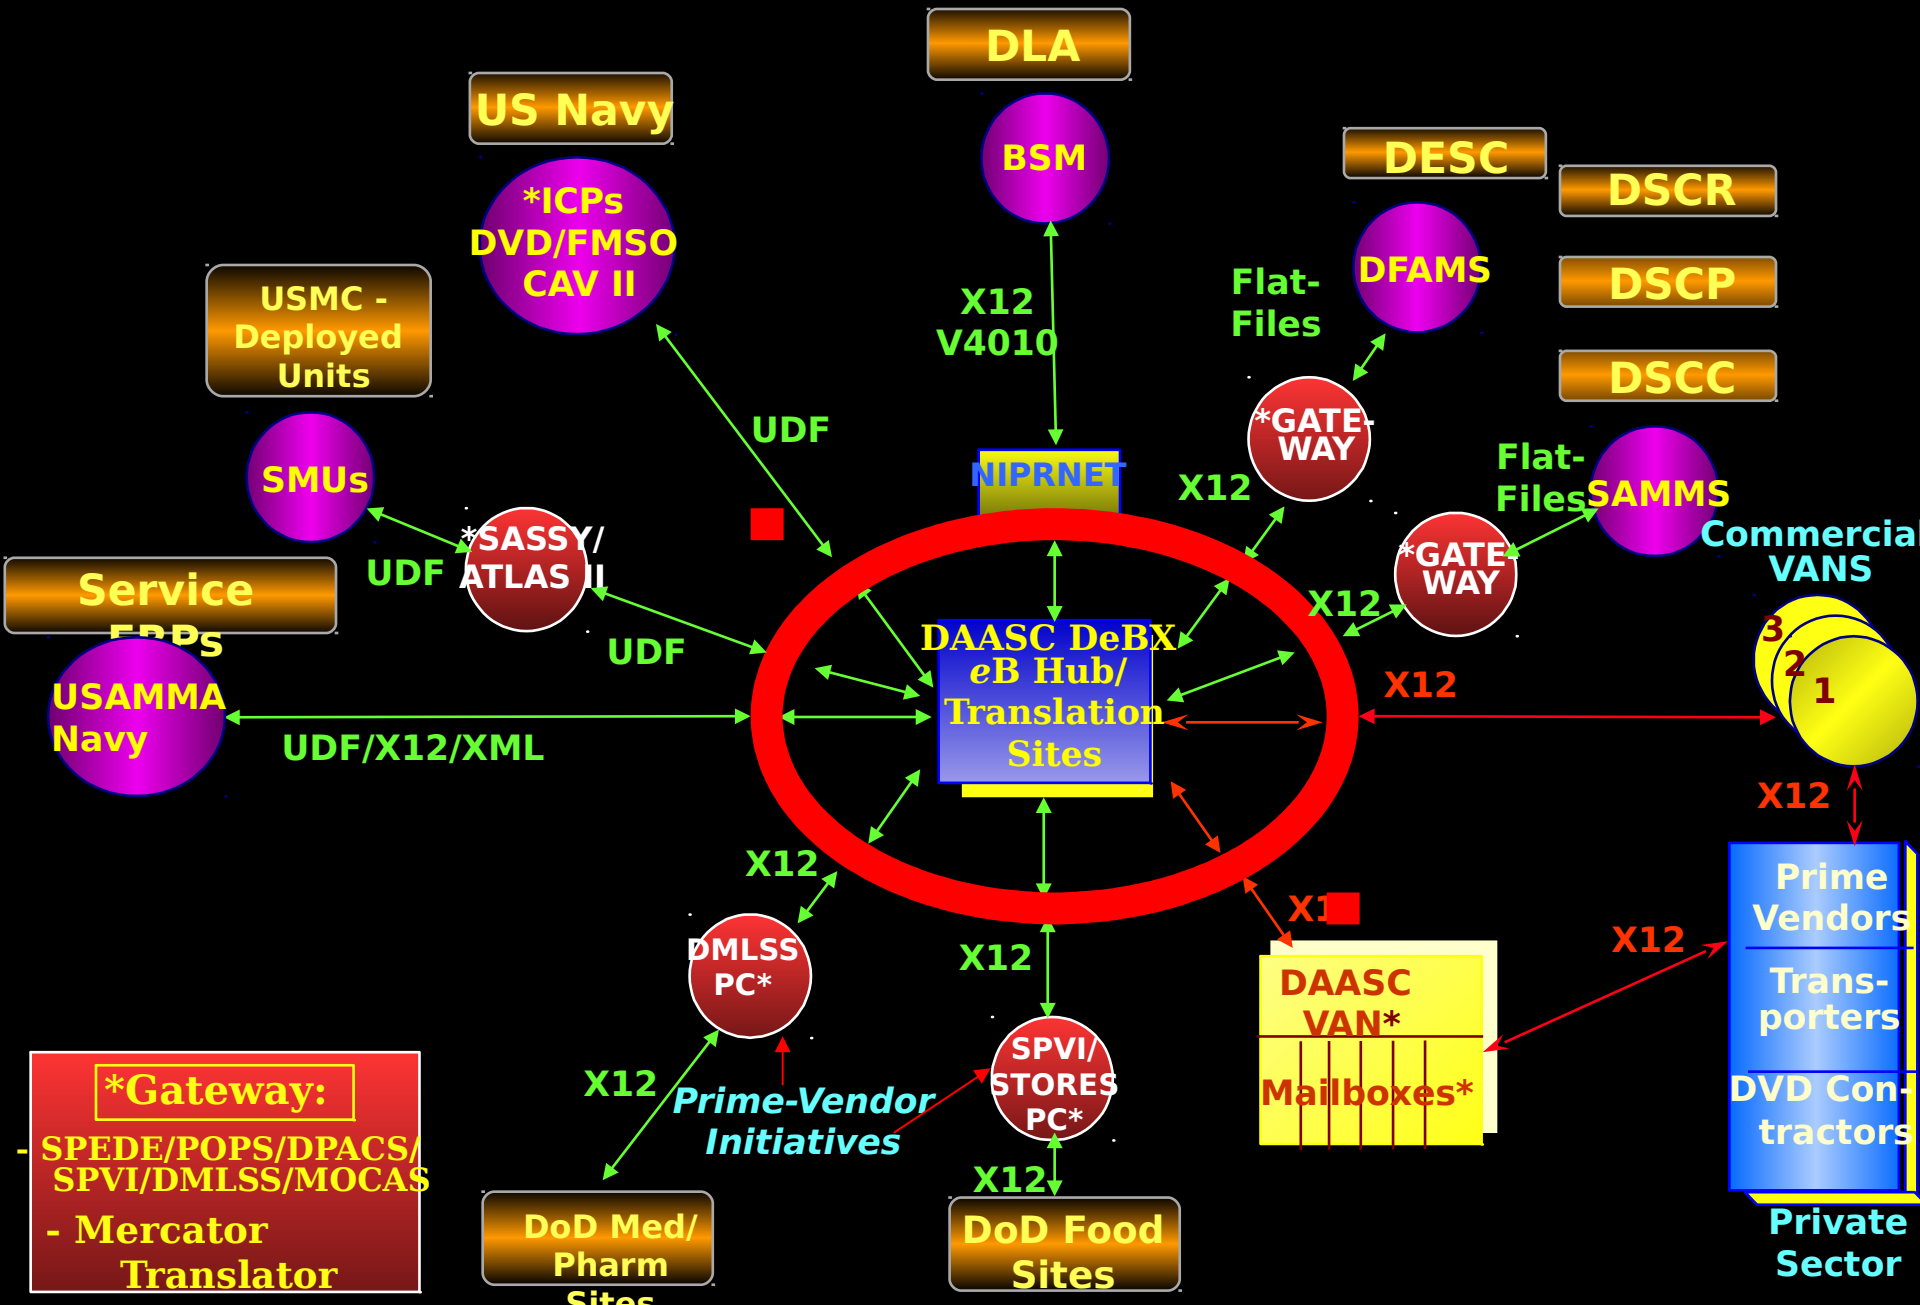 DLA
BSM
US Navy
*ICPs
DVD/FMSO
CAV II
DESC
DFAMS
DSCR
DSCP
DSCC
USMC -
Deployed
Units
SMUs
Flat-
Files
X12
V4010
UDF
NIPRNET
*GATE-
WAY
X12
Flat-
Files
SAMMS
*GATE-
WAY
X12
Commercial
VANS
3
2
1
*SASSY/
ATLAS II
UDF
UDF
Service
ERPs
USAMMA
Navy
UDF/X12/XML
DAASC DeBX
eB Hub/
Translation
Sites
X12
X12
Prime
Vendors
Trans-
porters
DVD Con-
tractors
Private
Sector
X12
X12
DMLSS
PC*
X12
X12
SPVI/
STORES
PC*
Prime-Vendor
Initiatives
X12
DAASC
VAN*
Mailboxes*
X1
*Gateway:
- SPEDE/POPS/DPACS/
SPVI/DMLSS/MOCAS
- Mercator
Translator
DoD Med/
Pharm
Sites
DoD Food
Sites